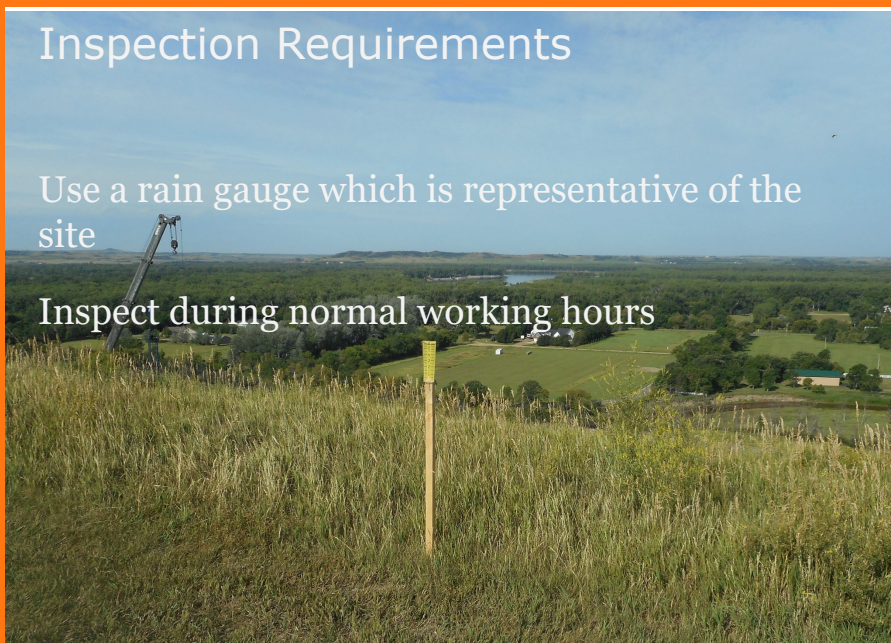 Inspection Requirements
Use a rain gauge which is representative of the
site
Inspect during normal working hours